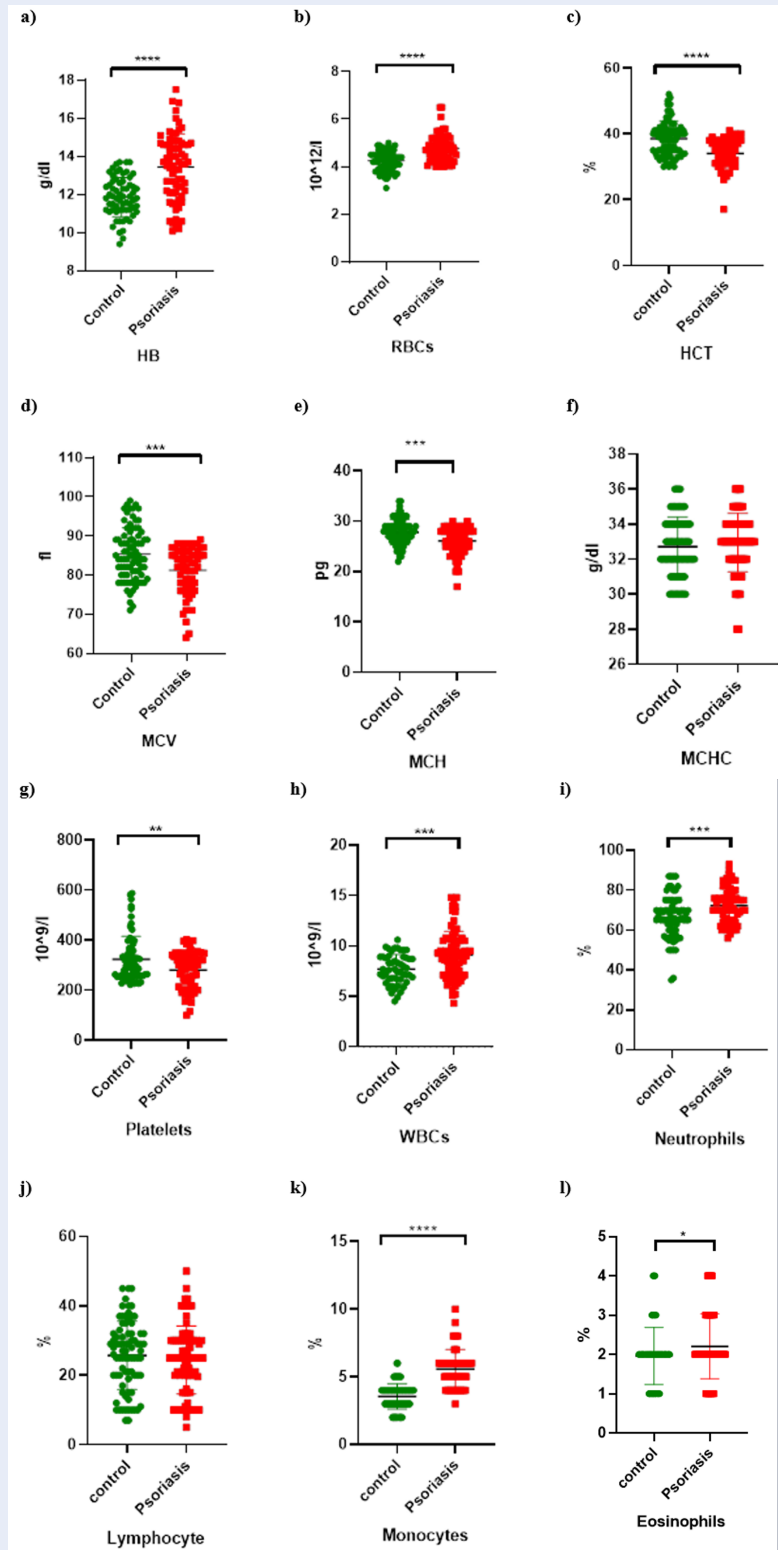 a)
b)
c)
****
18
16
14
12
10
8
g/dl
Control
Psoriasis
HB
****
8
6
4
2
0
10^12/l
Control
Psoriasis
RBCs
****
60
40
20
0
%
control
Psoriasis
HCT
d)
e)
f)
***
110
100
90
80
70
60
fl
Control
Psoriasis
MCV
***
40
30
20
10
0
pg
Control
Psoriasis
MCH
38
36
34
32
30
28
26
g/dl
Control
Psoriasis
MCHC
g)
h)
i)
**
800
600
400
200
0
10^9/l
Control
Psoriasis
Platelets
***
20
15
10
5
0
10^9/l
Control
Psoriasis
WBCs
***
100
80
60
40
20
0
%
control
Psoriasis
Neutrophils
j)
k)
l)
60
40
20
0
%
control
Psoriasis
Lymphocyte
****
15
10
5
0
%
control
Psoriasis
Monocytes
*
5
4
3
2
1
0
%
control
Psoriasis
Eosinophils